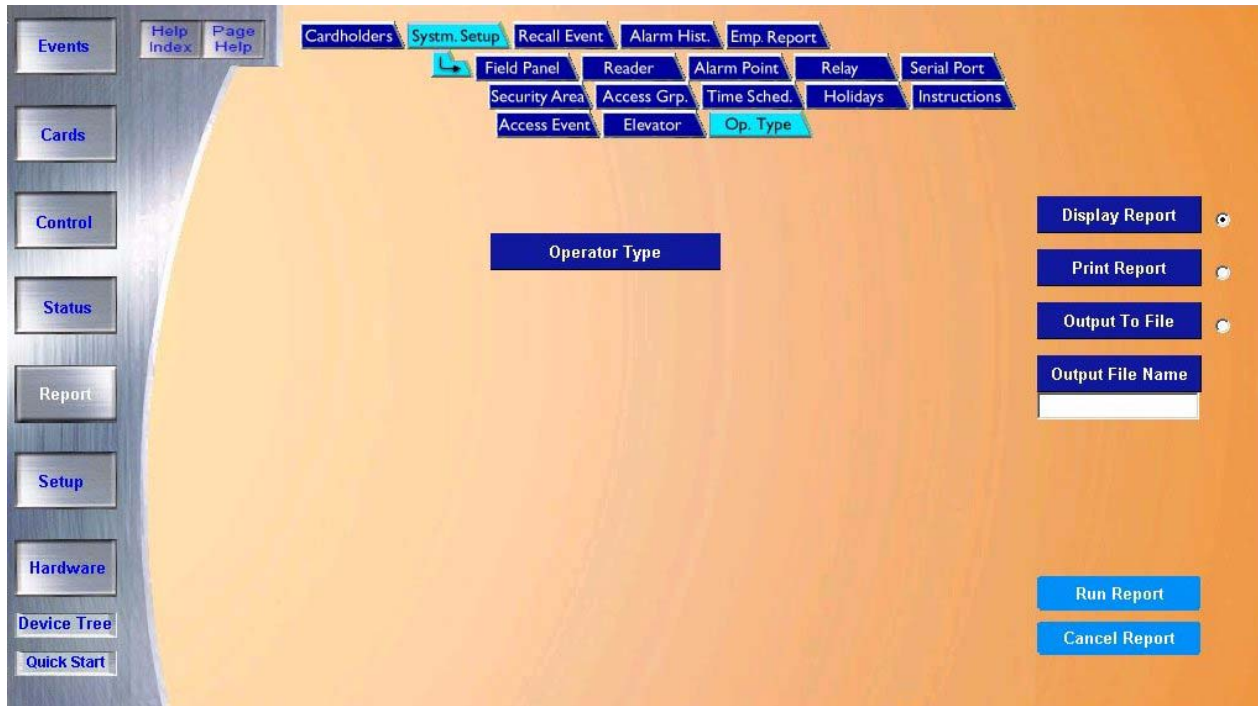 Events
Cards
Control
Status
Report
Setup
Hardware
Device Tree
Quick Start
Help Index
Page Help
Cardholders Systm. Setup Recall Event Alarm Hist. Emp. Report
Field Panel Reader Alarm Point Relay Serial Port
Security Area Access Grp. Time Sched. Holidays Instructions
Access Event Elevator Op. Type
Operator Type
Display Report
Print Report
Output To File
Output File Name
Run Report
Cancel Report